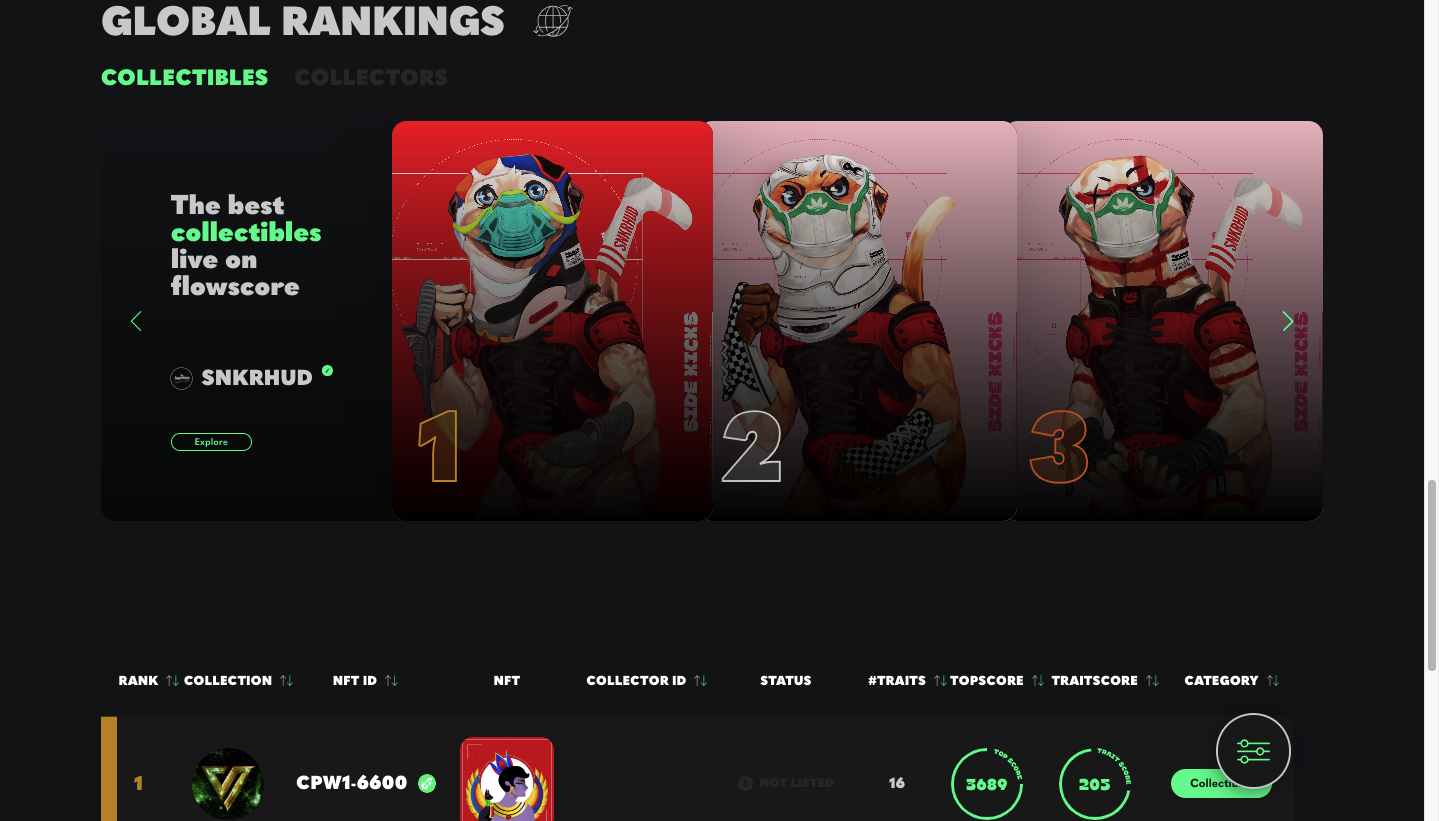 GLOBAL RANKINGS
COLLECTIBLES COLLECTORS
The best
collectibles
live on
flowscore
SNKRHUD
Explore
SNKRHUD
SIDE KICKS
1
SIDE KICKS
2
SNKRHUD
SIDE KICKS
3
RANK COLLECTION NFT ID NFT COLLECTOR ID STATUS #TRAITS TOPSCORE TRAITSCORE CATEGORY
1 CPW1-6600 NOT LISTED 16 TOP SCORE 3689 TRAIT SCORE 205